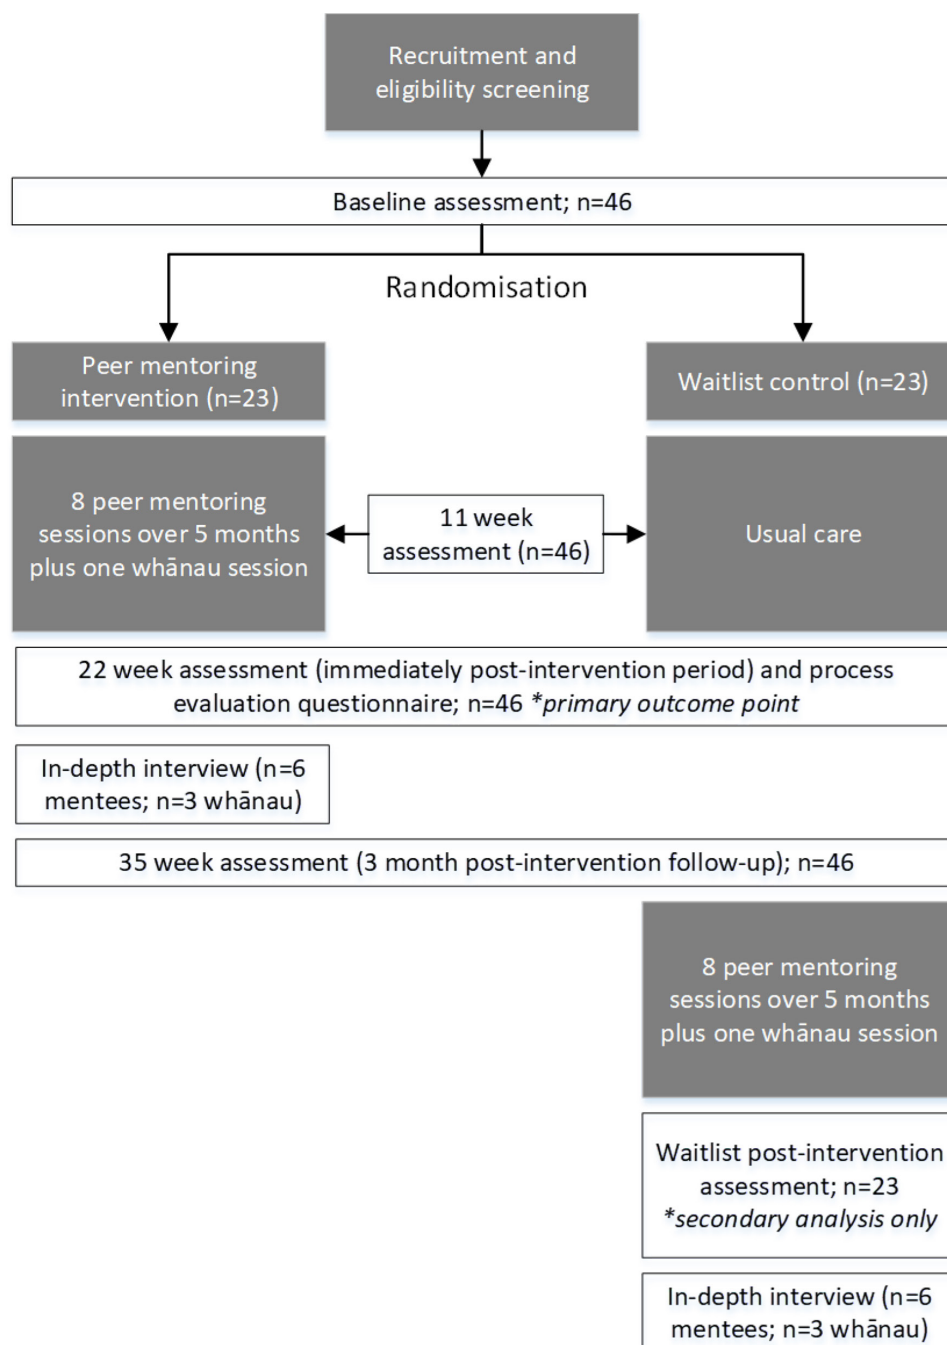 Recruitment and
eligibility screening
Baseline assessment; n=46
Randomisation
Peer mentoring
intervention (n=23)
Waitlist control (n=23)
8 peer mentoring
sessions over 5 months
plus one whānau session
11 week
assessment (n=46)
Usual care
22 week assessment (immediately post-intervention period) and process
evaluation questionnaire; n=46 *primary outcome point
In-depth interview (n=6
mentees; n=3 whānau)
35 week assessment (3 month post-intervention follow-up); n=46
8 peer mentoring
sessions over 5 months
plus one whānau session
Waitlist post-intervention
assessment; n=23
*secondary analysis only
In-depth interview (n=6
mentees; n=3 whānau)